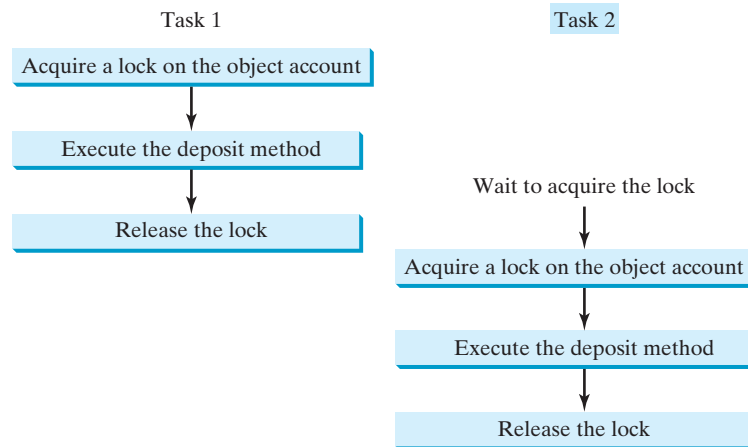 Task 1
Acquire a lock on the object account
Execute the deposit method
Release the lock
Task 2
Wait to acquire the lock
Acquire a lock on the object account
Execute the deposit method
Release the lock